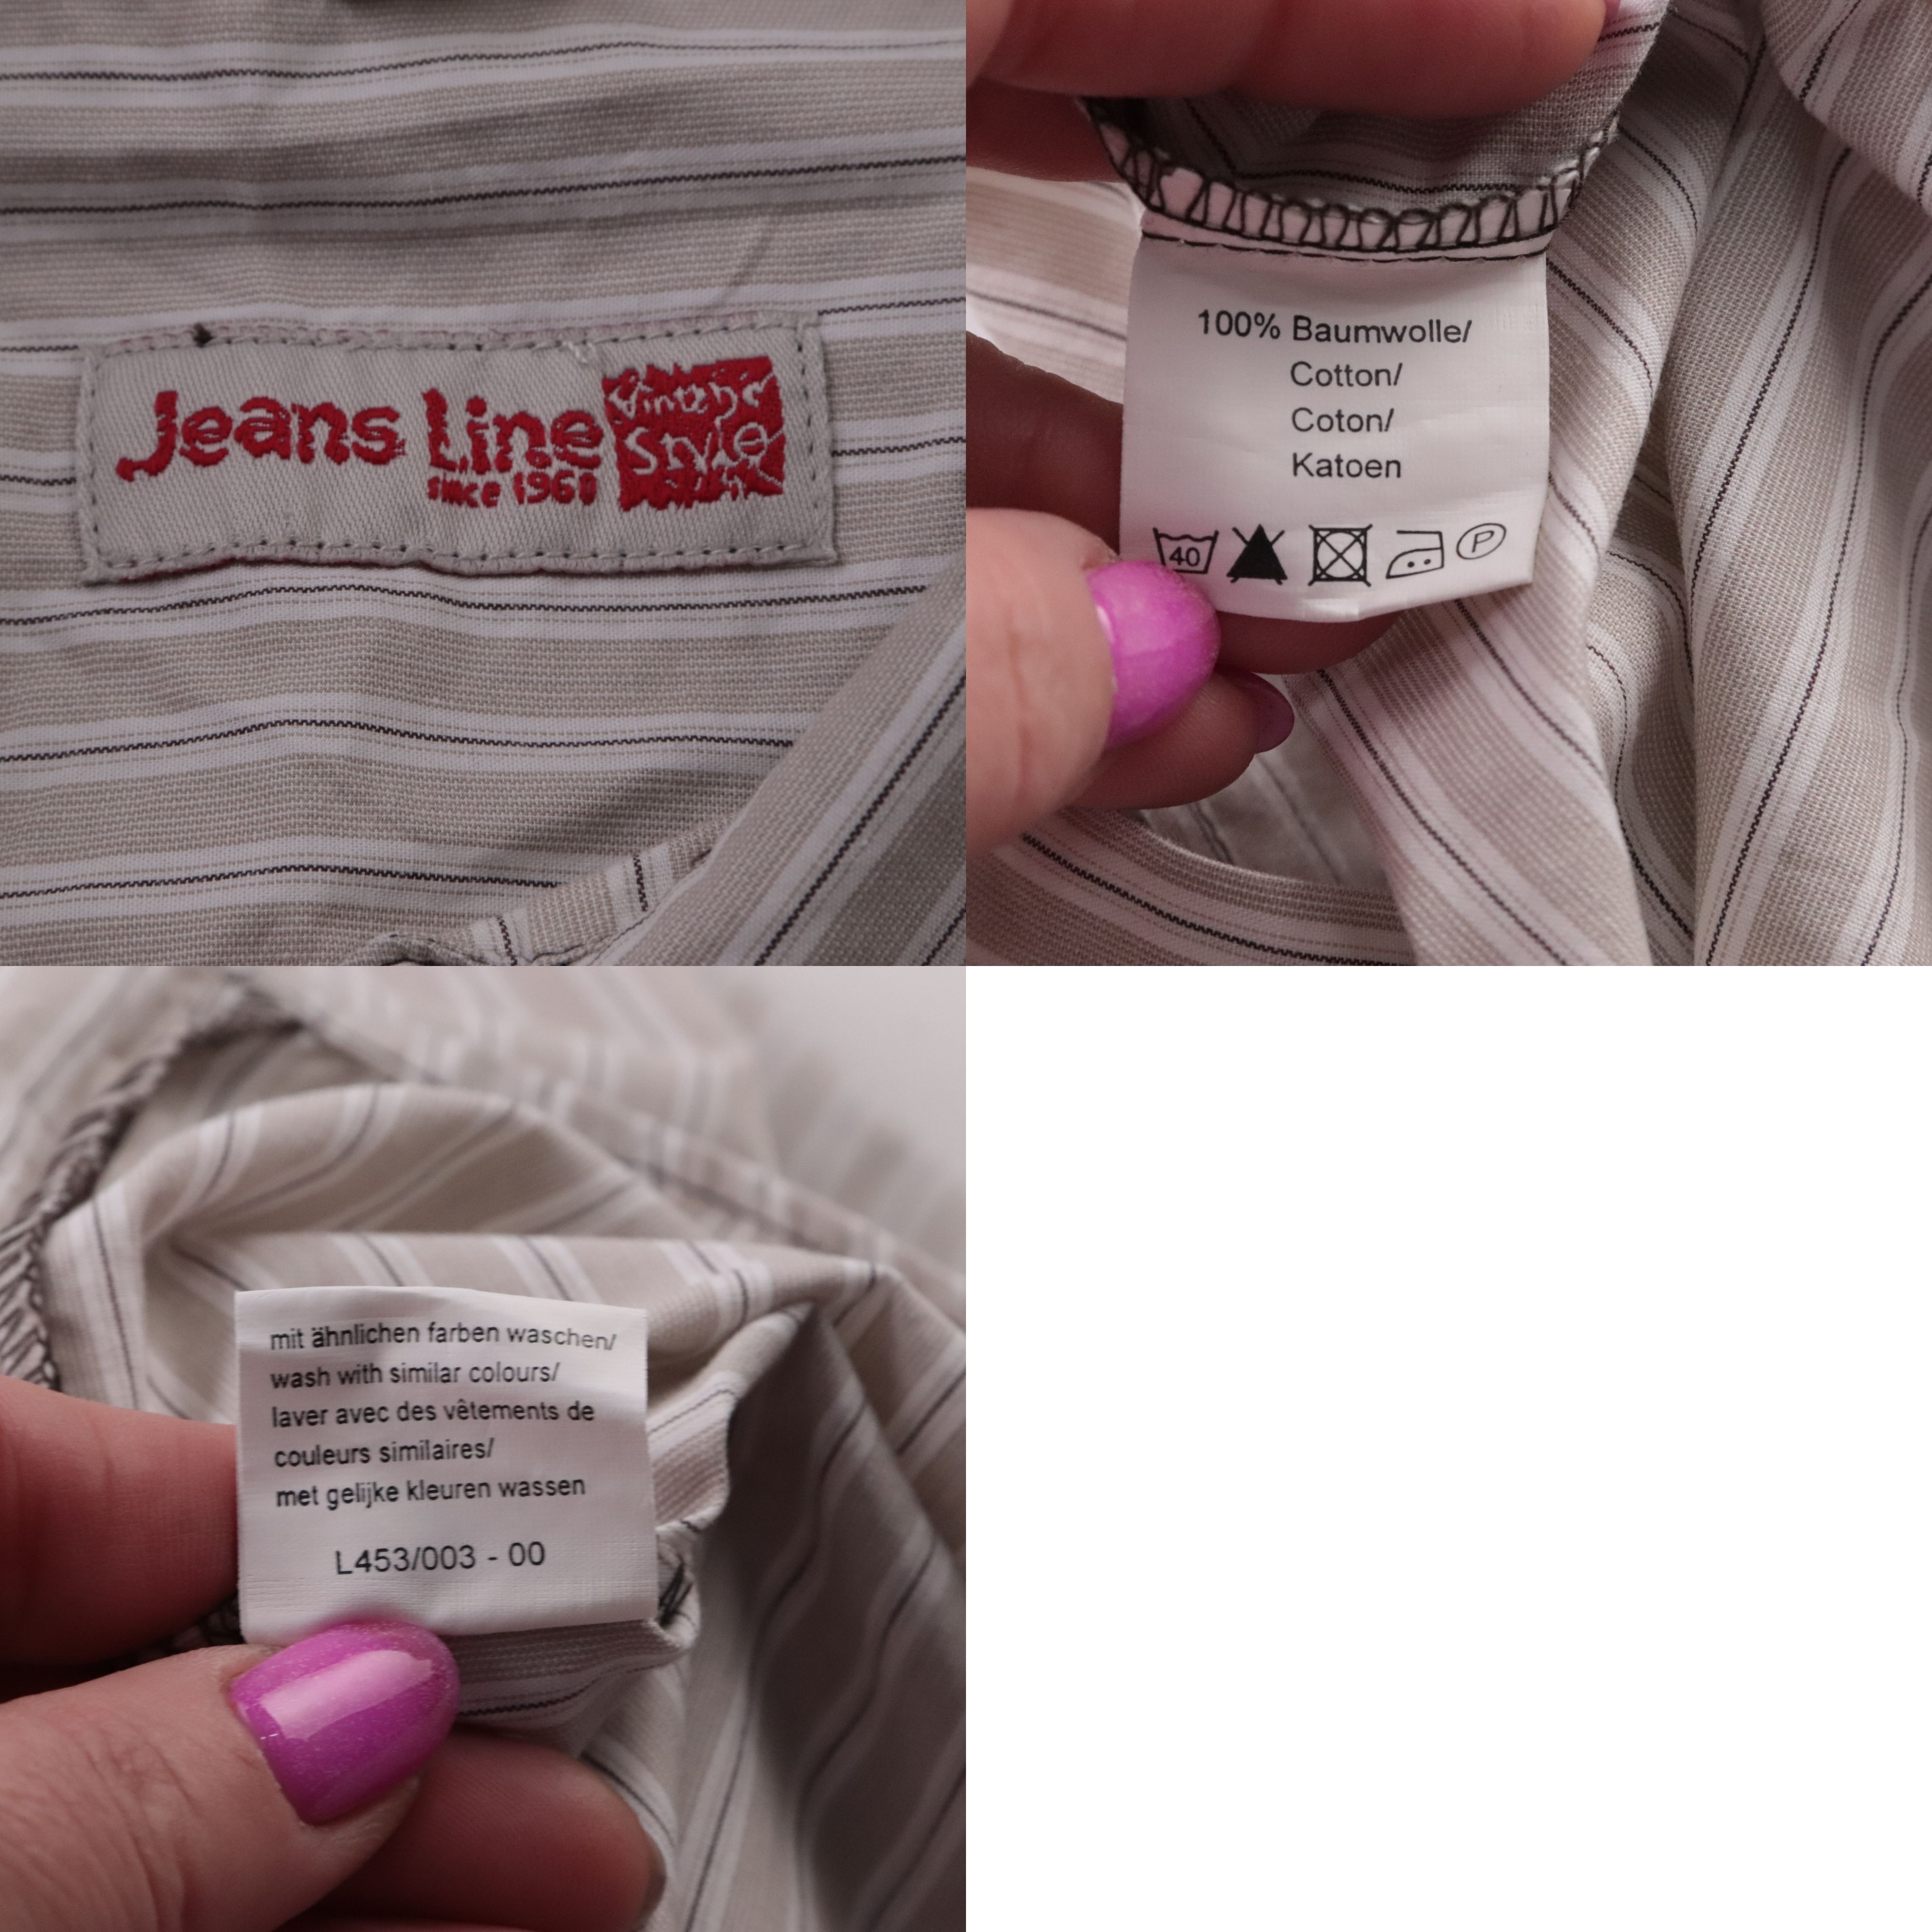 Jeans Line
since 1960
Vintage
Style
100% Baumwolle/
Cotton/
Coton/
Katoen
40
P
mit ähnlichen farben waschen/
wash with similar colours/
laver avec des vêtements de
couleurs similaires/
met gelijke kleuren wassen
L453/003 - 00